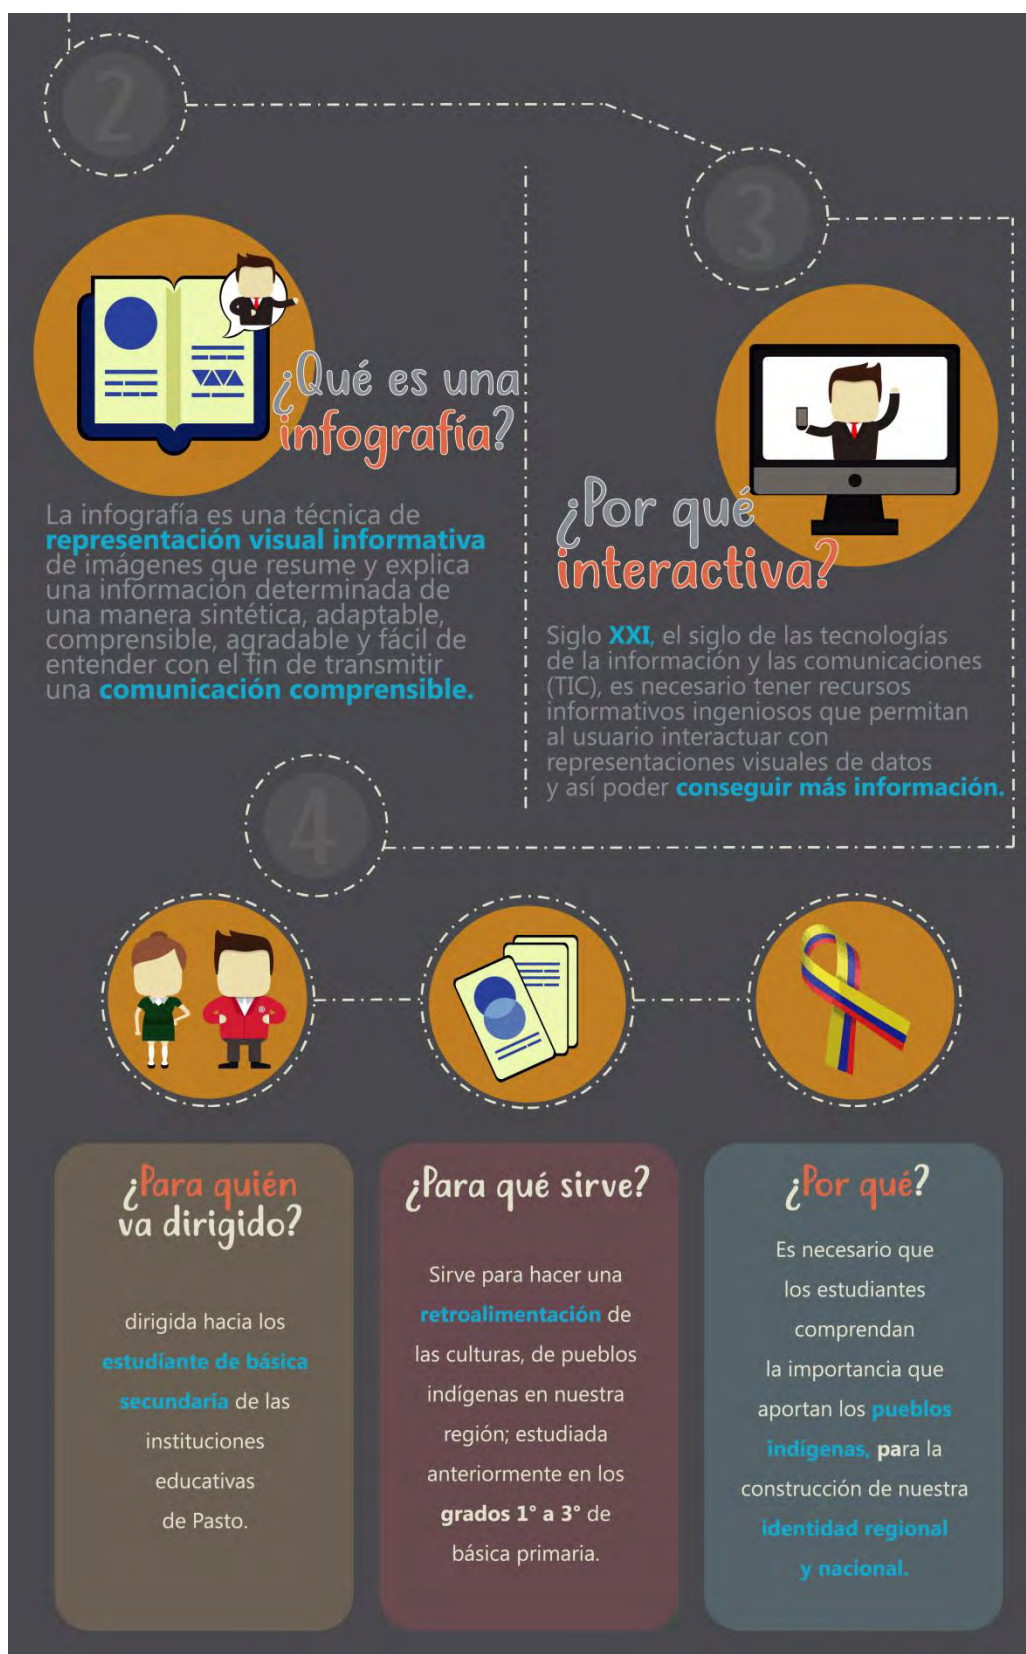 2
3
¿Qué es una
infografía?
La infografía es una técnica de
representación visual informativa
de imágenes que resume y explica
una información determinada de
una manera sintética, adaptable,
comprensible, agradable y fácil de
entender con el fin de transmitir
una comunicación comprensible.
¿Por qué
interactiva?
Siglo XXI, el siglo de las tecnologías
de la información y las comunicaciones
(TIC), es necesario tener recursos
informativos ingeniosos que permitan
al usuario interactuar con
representaciones visuales de datos
y así poder conseguir más información.
4
¿Para quién
va dirigido?
dirigida hacia los
estudiante de básica
secundaria de las
instituciones
educativas
de Pasto.
¿Para qué sirve?
Sirve para hacer una
retroalimentación de
las culturas, de pueblos
indígenas en nuestra
región; estudiada
anteriormente en los
grados 1° a 3° de
básica primaria.
¿Por qué?
Es necesario que
los estudiantes
comprendan
la importancia que
aportan los pueblos
indígenas, para la
construcción de nuestra
identidad regional
y nacional.